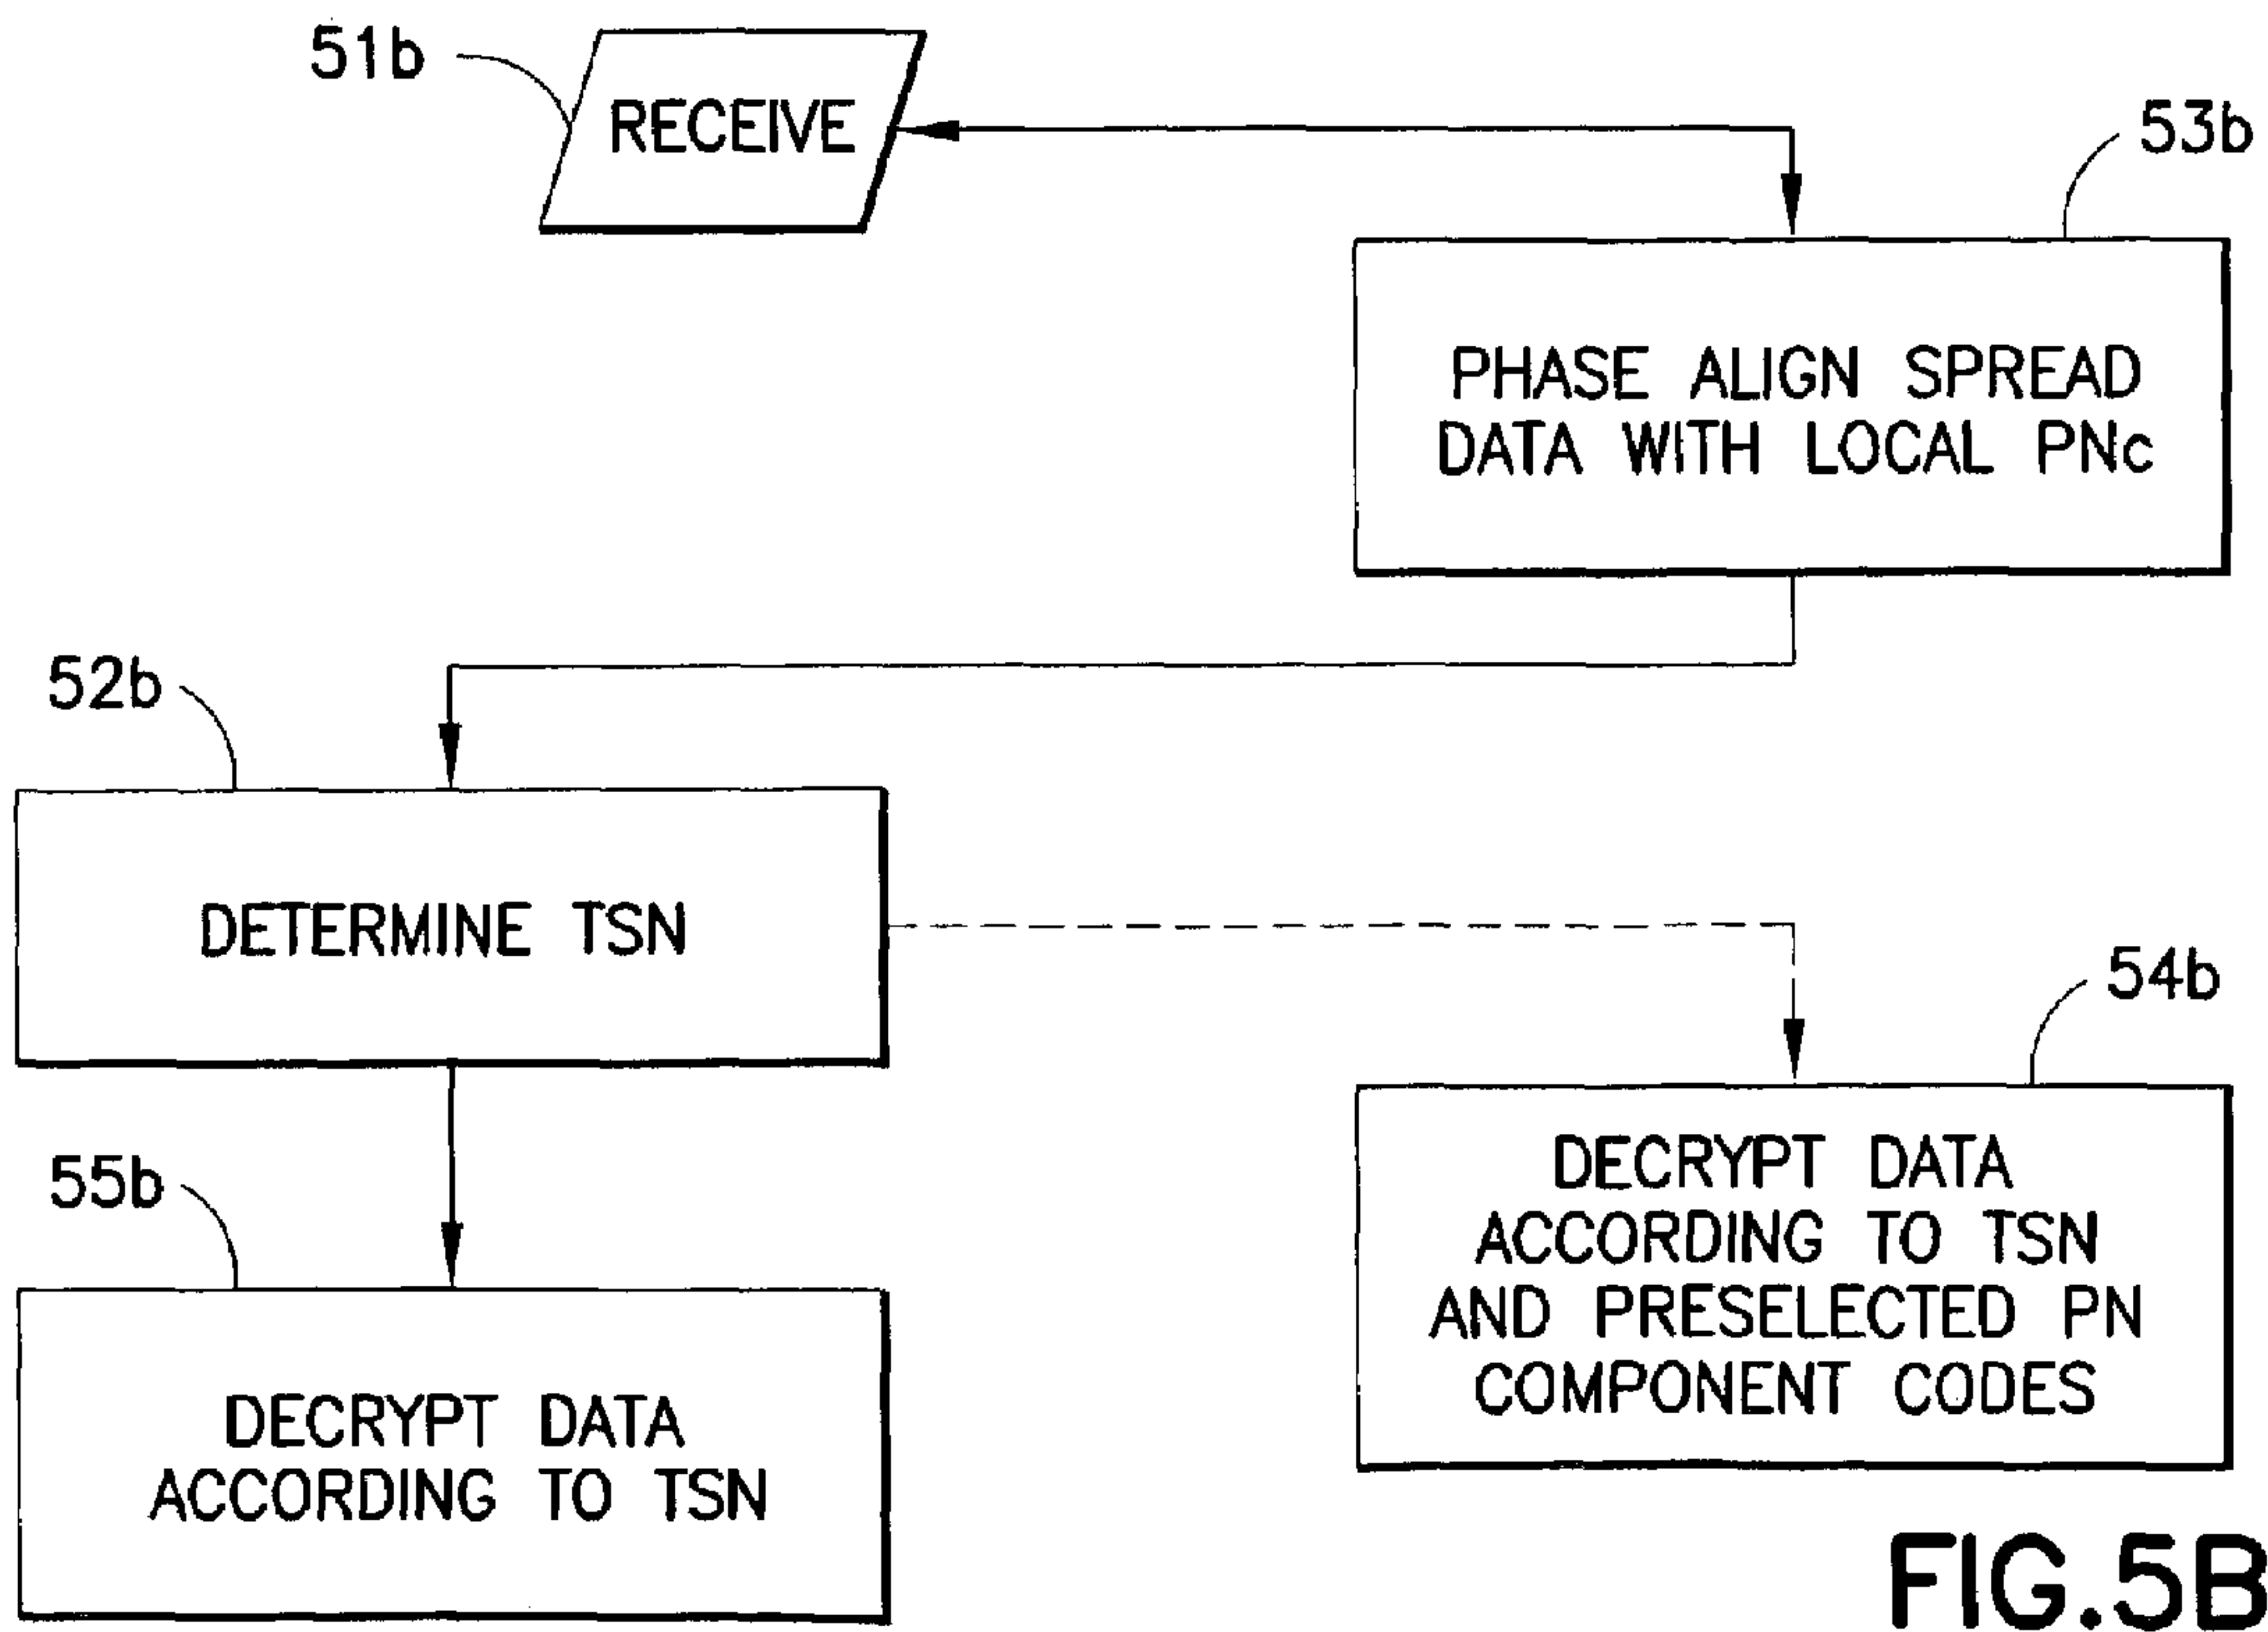 51b
RECEIVE
53b
PHASE ALIGN SPREAD
DATA WITH LOCAL PNc
52b
DETERMINE TSN
54b
DECRYPT DATA
ACCORDING TO TSN
AND PRESELECTED PN
COMPONENT CODES
55b
DECRYPT DATA
ACCORDING TO TSN
FIG.5B